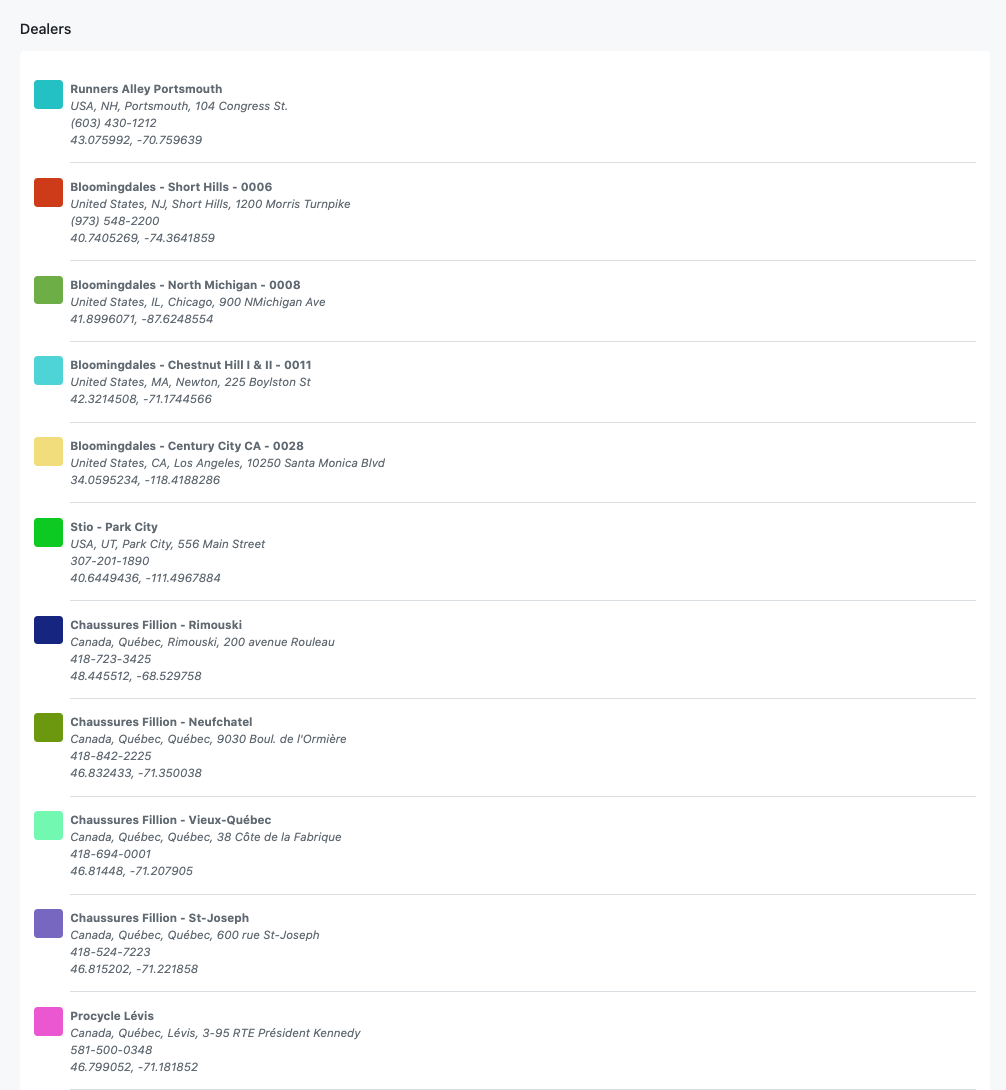 Dealers
Runners Alley Portsmouth
USA, NH, Portsmouth, 104 Congress St.
(603) 430-1212
43.075992, -70.759639
Bloomingdales - Short Hills - 0006
United States, NJ, Short Hills, 1200 Morris Turnpike
(973) 548-2200
40.7405269, -74.3641859
Bloomingdales - North Michigan - 0008
United States, IL, Chicago, 900 NMichigan Ave
41.8996071, -87.6248554
Bloomingdales - Chestnut Hill I & II - 0011
United States, MA, Newton, 225 Boylston St
42.3214508, -71.1744566
Bloomingdales - Century City CA - 0028
United States, CA, Los Angeles, 10250 Santa Monica Blvd
34.0595234, -118.4188286
Stio - Park City
USA, UT, Park City, 556 Main Street
307-201-1890
40.6449436, -111.4967884
Chaussures Fillion - Rimouski
Canada, Québec, Rimouski, 200 avenue Rouleau
418-723-3425
48.445512, -68.529758
Chaussures Fillion - Neufchatel
Canada, Québec, Québec, 9030 Boul. de l'Ormière
418-842-2225
46.832433, -71.350038
Chaussures Fillion - Vieux-Québec
Canada, Québec, Québec, 38 Côte de la Fabrique
418-694-0001
46.81448, -71.207905
Chaussures Fillion - St-Joseph
Canada, Québec, Québec, 600 rue St-Joseph
418-524-7223
46.815202, -71.221858
Procycle Lévis
Canada, Québec, Lévis, 3-95 RTE Président Kennedy
581-500-0348
46.799052, -71.181852